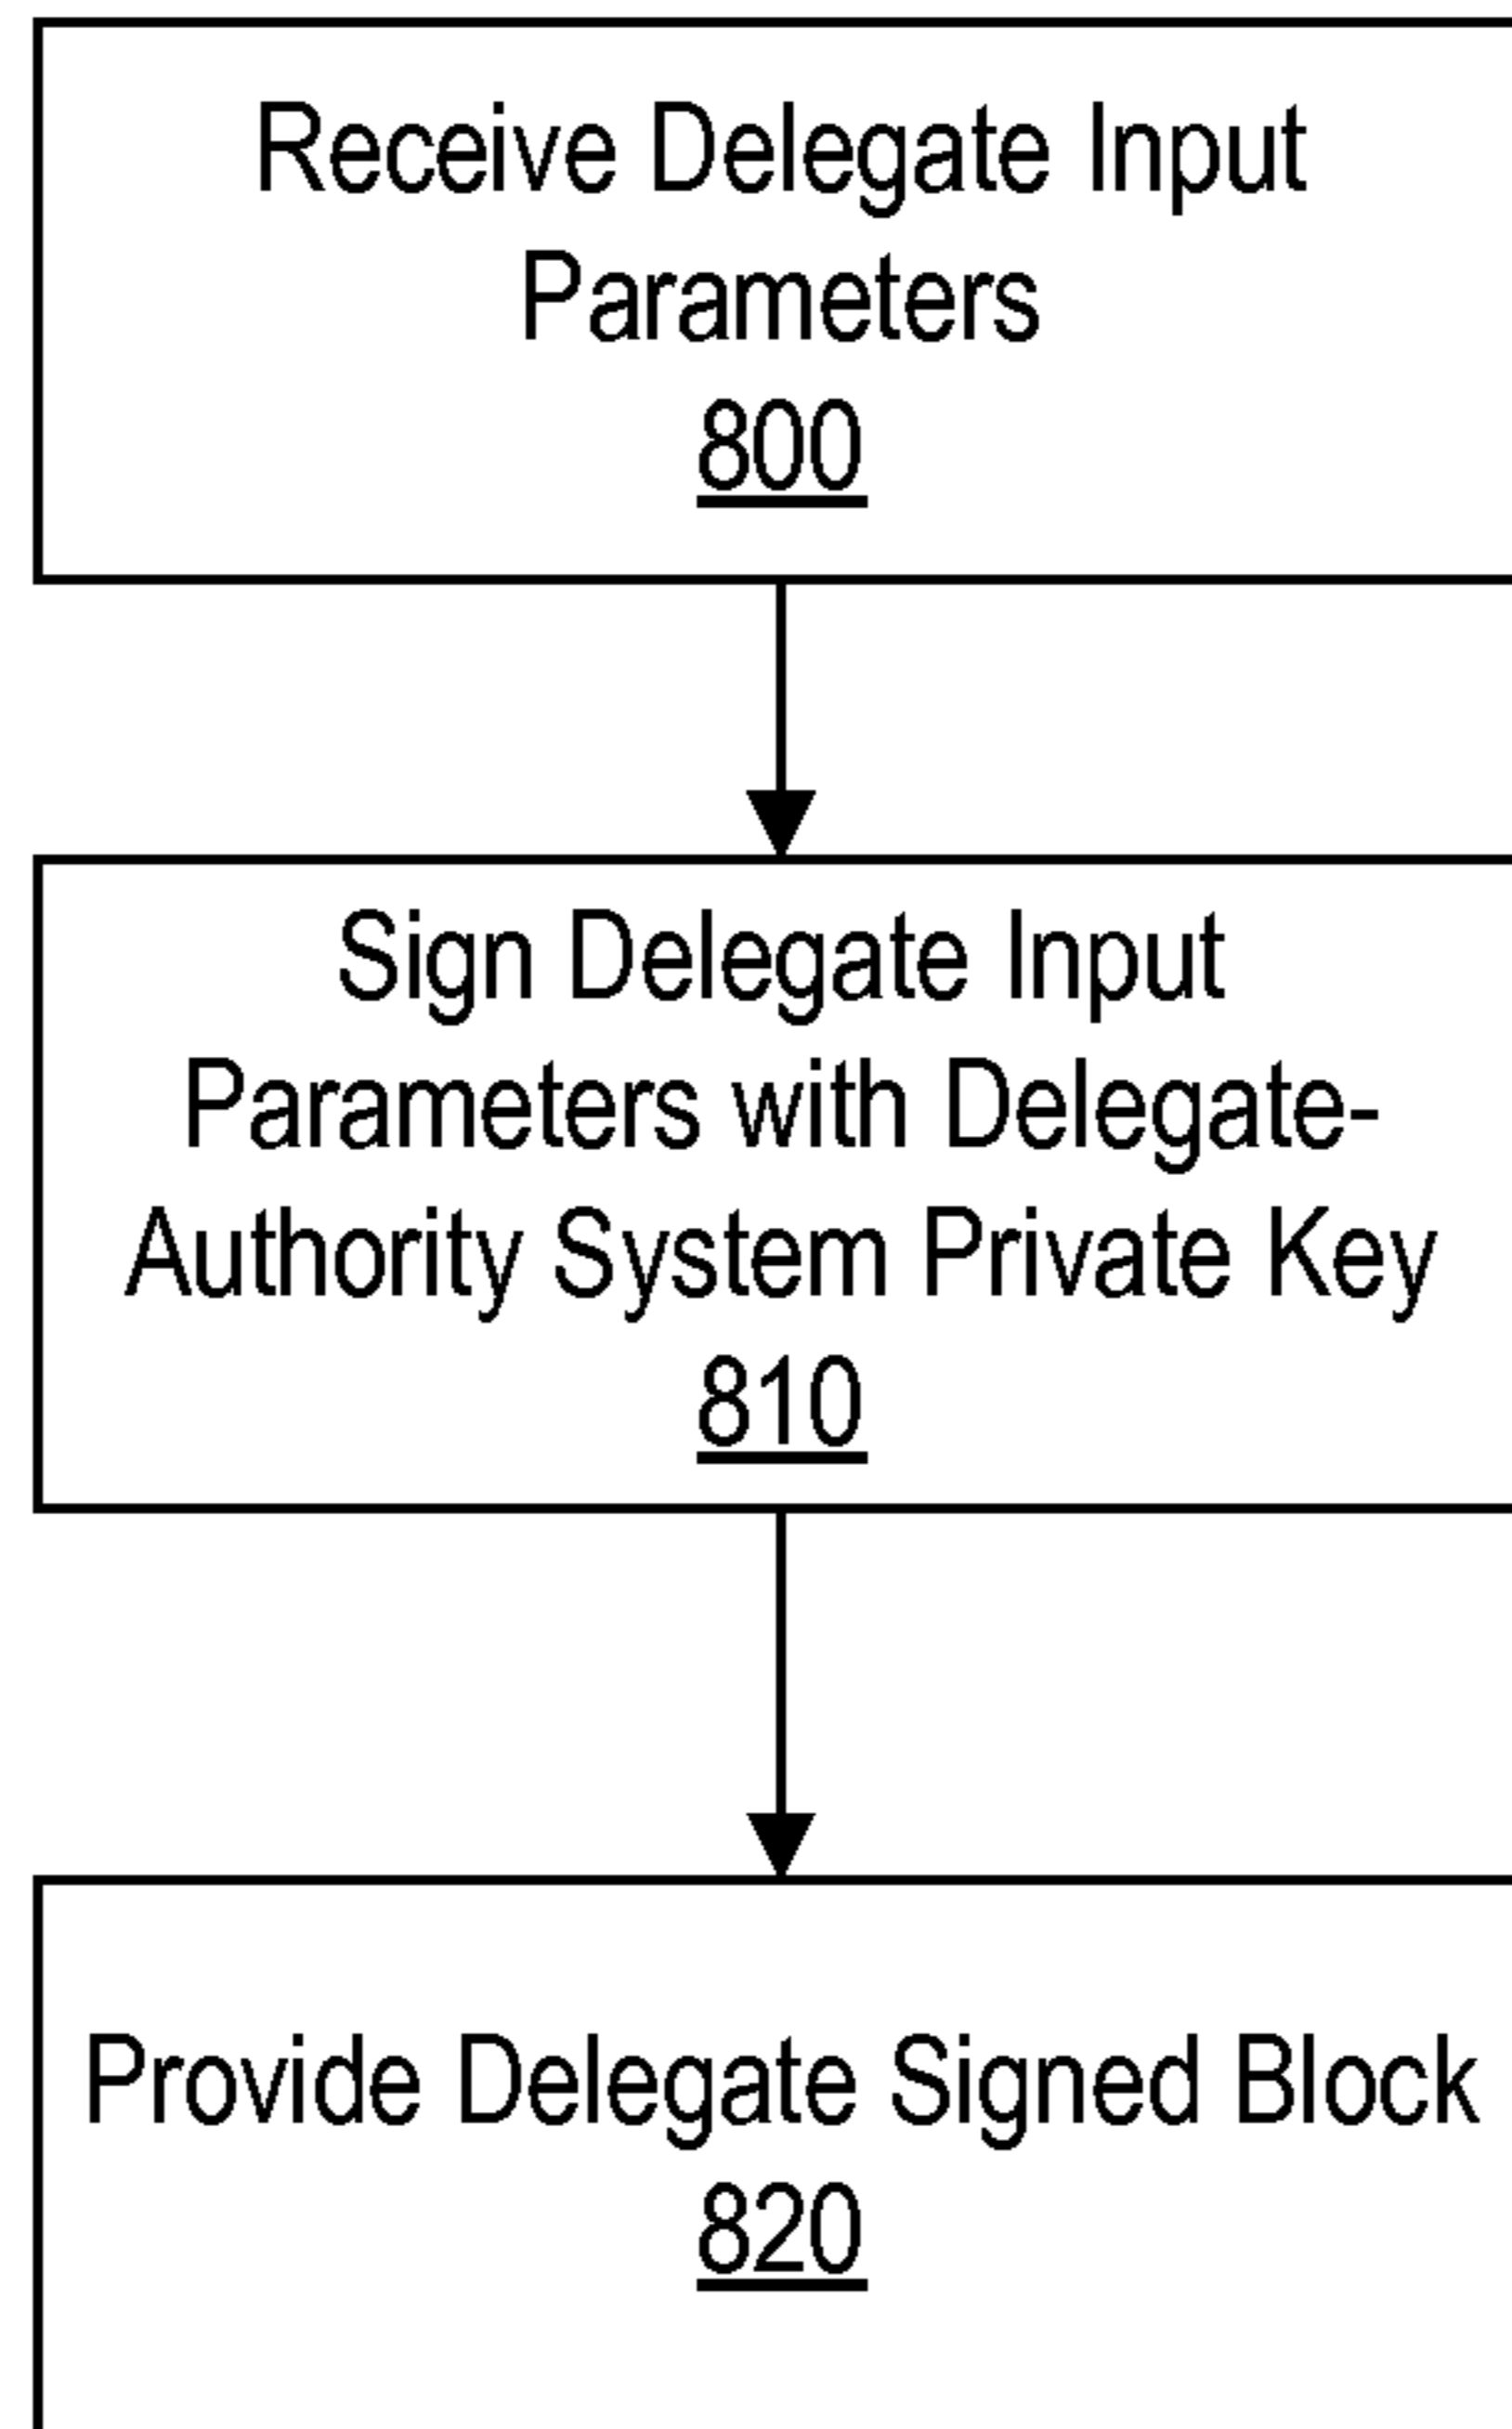 Receive Delegate Input
Parameters
800
Sign Delegate Input
Parameters with Delegate-
Authority System Private Key
810
Provide Delegate Signed Block
820